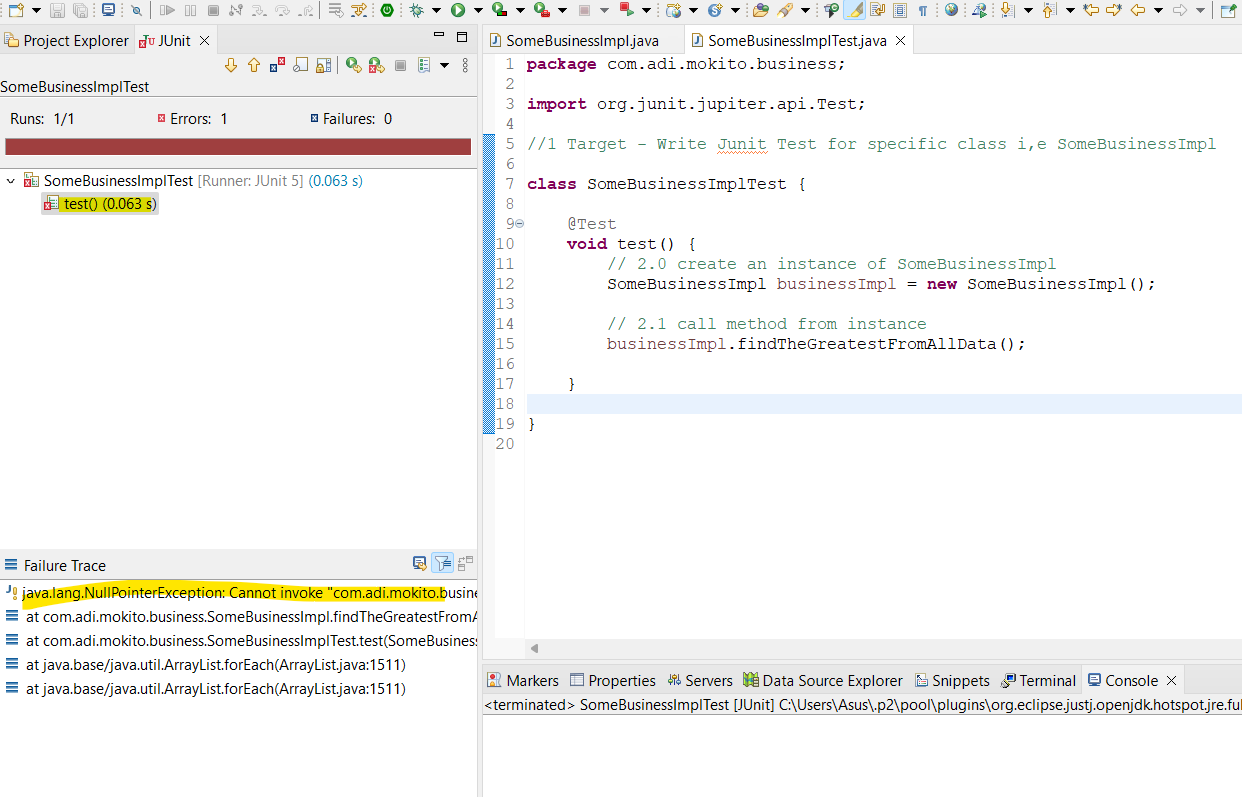 Project Explorer JUnit
SomeBusinessImplTest
Runs: 1/1 Errors: 1 Failures: 0
SomeBusinessImplTest [Runner: JUnit 5] (0.063 s)
test() (0.063 s)
Failure Trace
java.lang.NullPointerException: Cannot invoke "com.adi.mokito.busine
at com.adi.mokito.business.SomeBusinessImpl.findTheGreatestFromA
at com.adi.mokito.business.SomeBusinessImplTest.test(SomeBusines
at java.base/java.util.ArrayList.forEach(ArrayList.java:1511)
at java.base/java.util.ArrayList.forEach(ArrayList.java:1511)
SomeBusinessImpl.java SomeBusinessImplTest.java
1 package com.adi.mokito.business;
2
3 import org.junit.jupiter.api.Test;
4
5 //1 Target - Write Junit Test for specific class i,e SomeBusinessImpl
6
7 class SomeBusinessImplTest {
8
9 @Test
10 void test() {
11 // 2.0 create an instance of SomeBusinessImpl
12 SomeBusinessImpl businessImpl = new SomeBusinessImpl();
13
14 // 2.1 call method from instance
15 businessImpl.findTheGreatestFromAllData();
16
17 }
18
19 }
20
Markers Properties Servers Data Source Explorer Snippets Terminal Console
<terminated> SomeBusinessImplTest [JUnit] C:\Users\Asus\.p2\pool\plugins\org.eclipse.justj.openjdk.hotspot.jre.ful